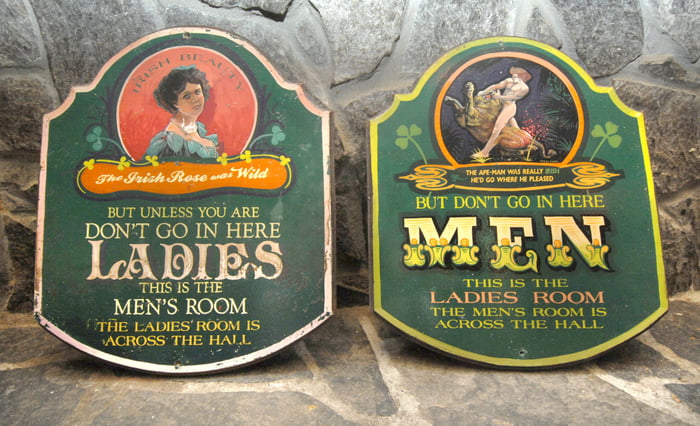 IRISH BEAUTY
The Irish Rose was Wild
BUT UNLESS YOU ARE
DON'T GO IN HERE
LADIES
THIS IS THE
MEN'S ROOM
THE LADIES' ROOM IS
ACROSS THE HALL
THE APE-MAN WAS REALLY IRISH
HE'D GO WHERE HE PLEASED
BUT DON'T GO IN HERE
MEN
THIS IS THE
LADIES ROOM
THE MEN'S ROOM IS
ACROSS THE HALL